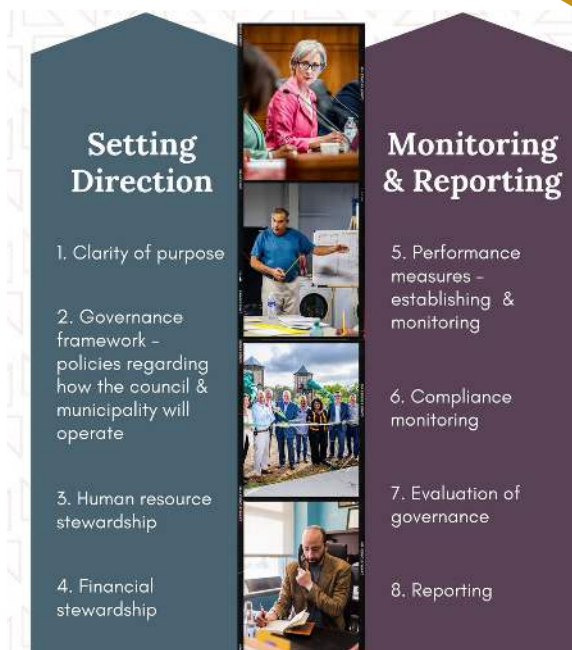 Setting
Direction
1. Clarity of purpose
2. Governance
framework -
policies regarding
how the council &
municipality will
operate
3. Human resource
stewardship
4. Financial
stewardship
Monitoring
& Reporting
5. Performance
measures -
establishing &
monitoring
6. Compliance
monitoring
7. Evaluation of
governance
8. Reporting